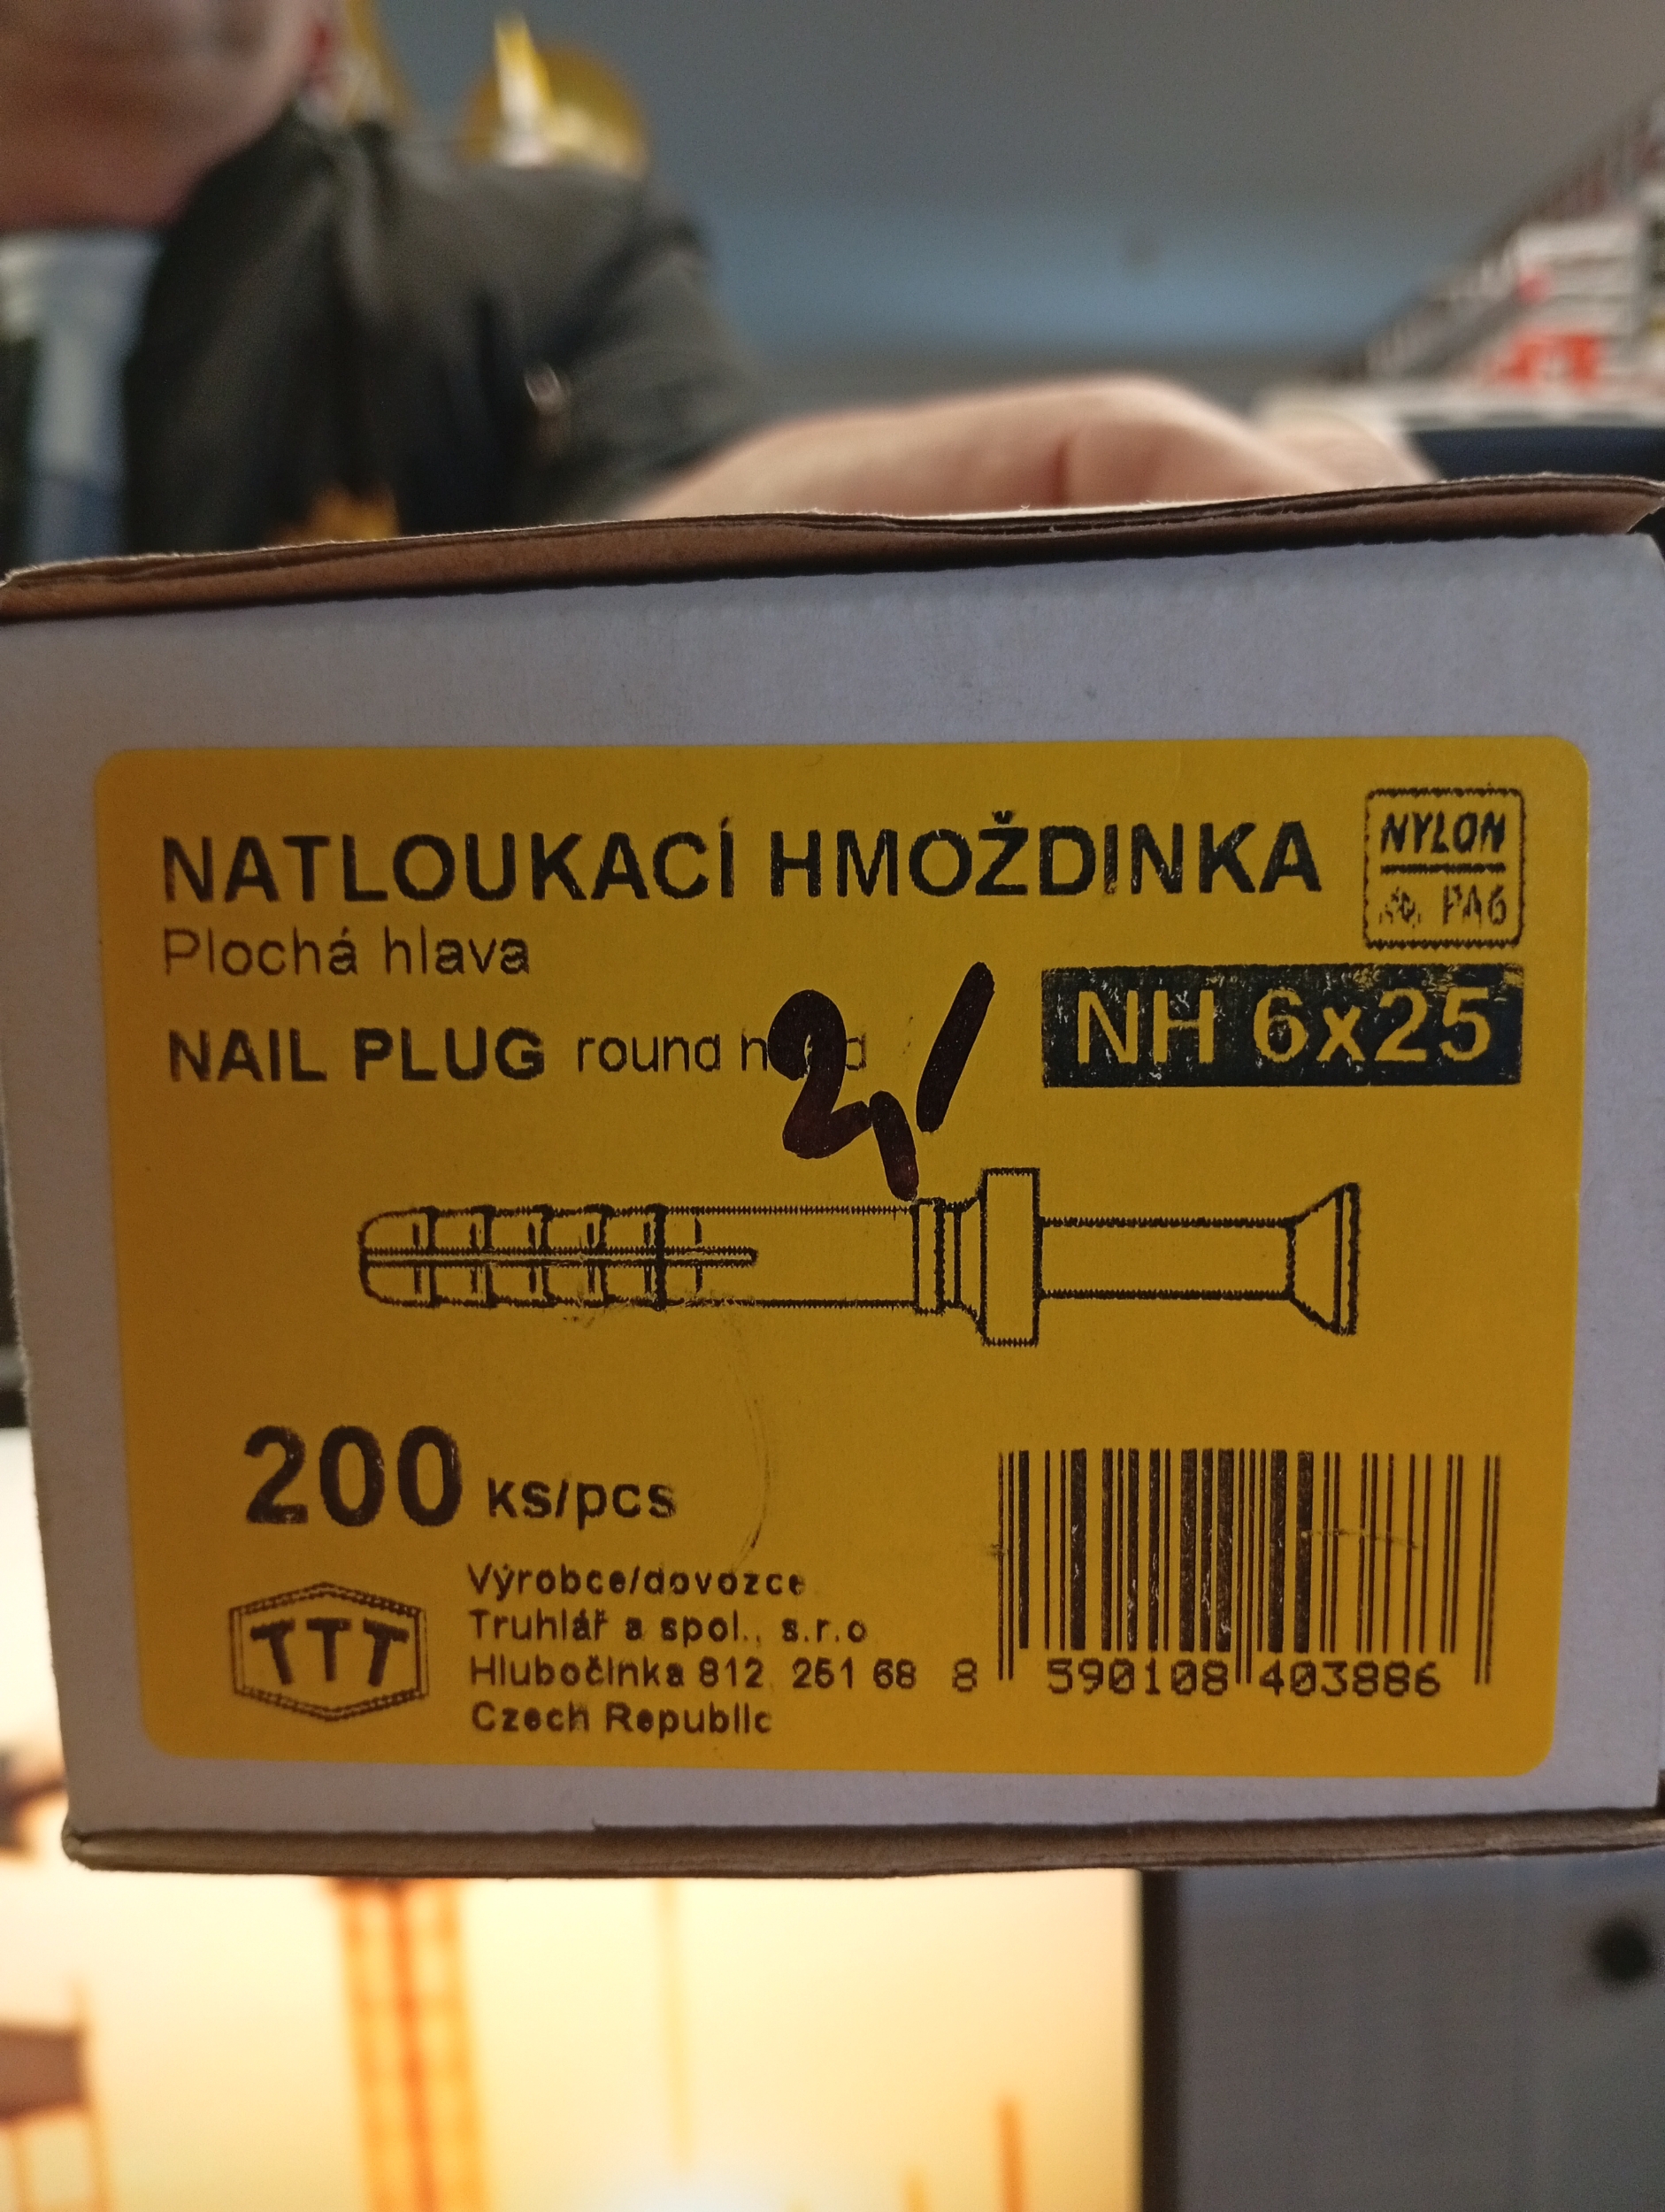 NATLOUKACÍ HMOŽDINKA
NYLON
PA6
Plochá hlava
NAIL PLUG round head
NH 6x25
2,
200 ks/pcs
TTT
Výrobce/dovozce
Truhlář a spol., s.r.o
Hlubočinka 812, 251 68
Czech Republic
8 590108 403886